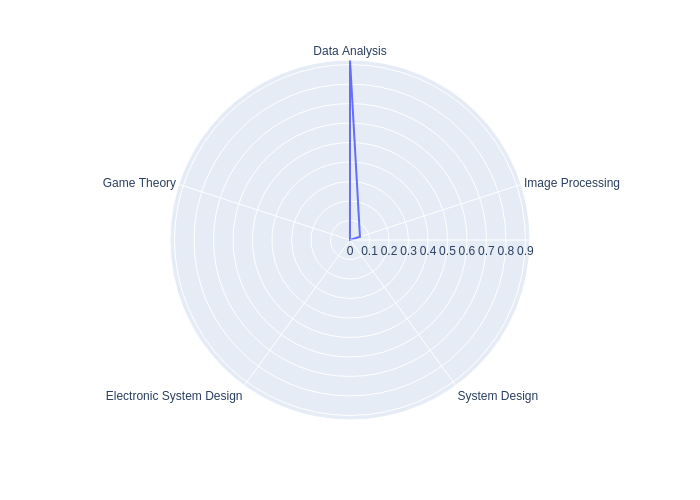 Data Analysis
Game Theory
Image Processing
0 0.1 0.2 0.3 0.4 0.5 0.6 0.7 0.8 0.9
Electronic System Design
System Design